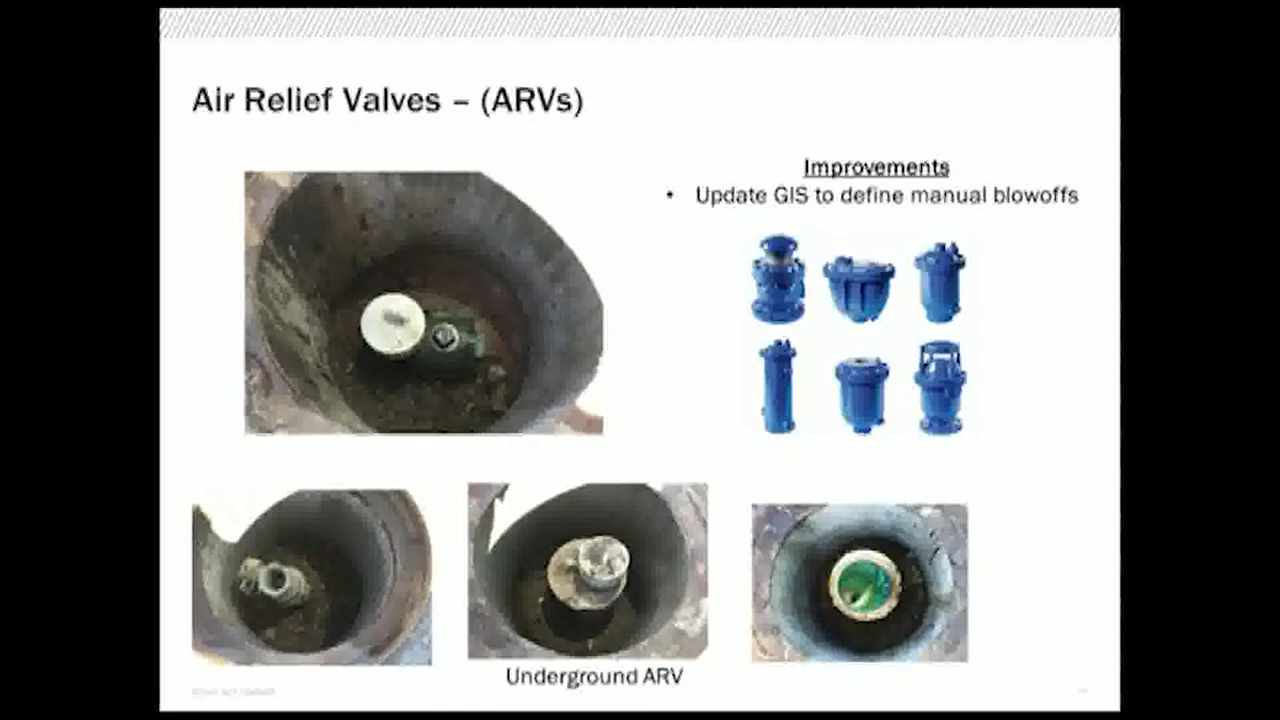 Air Relief Valves – (ARVs)
Improvements
• Update GIS to define manual blowoffs
Underground ARV